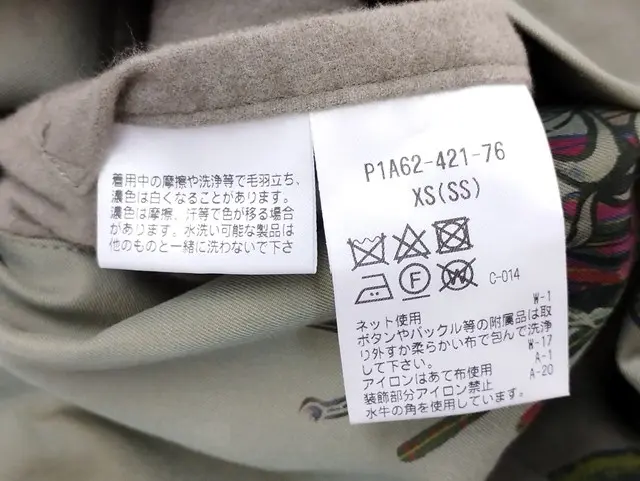 着用中の摩擦や洗浄等で毛羽立ち、
濃色は白くなることがあります。
濃色は摩擦、汗等で色が移る場合
があります。水洗い可能な製品は
他のものと一緒に洗わないで下さ
P1A62-421-76
XS(SS)
F W C-014
W-1
ネット使用
ボタンやバックル等の附属品は取
り外すか柔らかい布で包んで洗浄
して下さい。 W-17
A-1
アイロンはあて布使用
A-20
装飾部分アイロン禁止
水牛の角を使用しています。